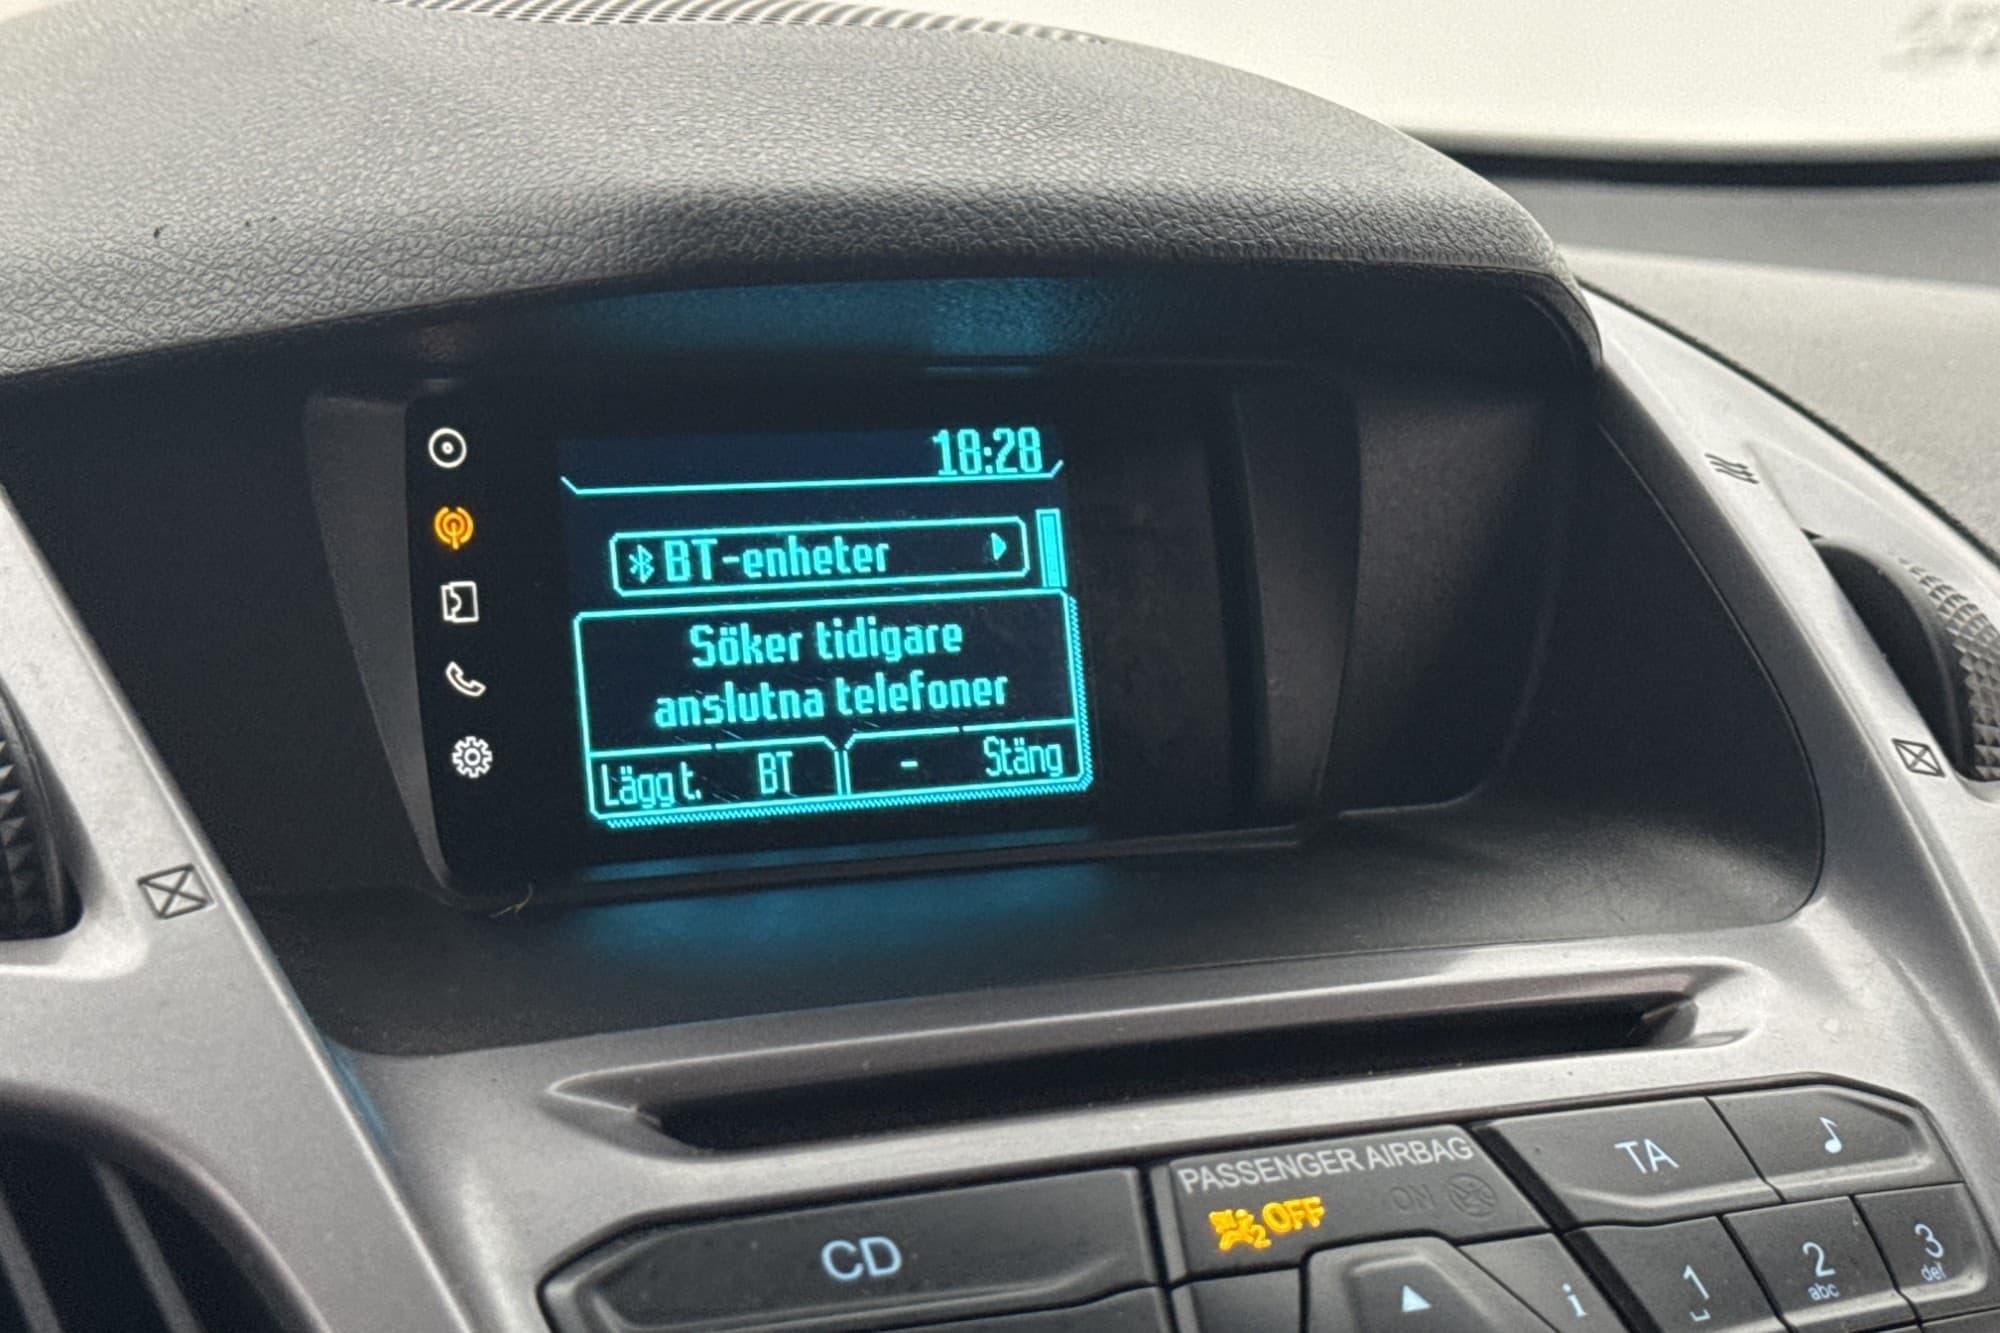 18:28
BT-enheter
Söker tidigare
anslutna telefoner
Lägg t. BT - Stäng
PASSENGER AIRBAG
2 OFF ON
TA
CD
i
1
2
abc
3
def